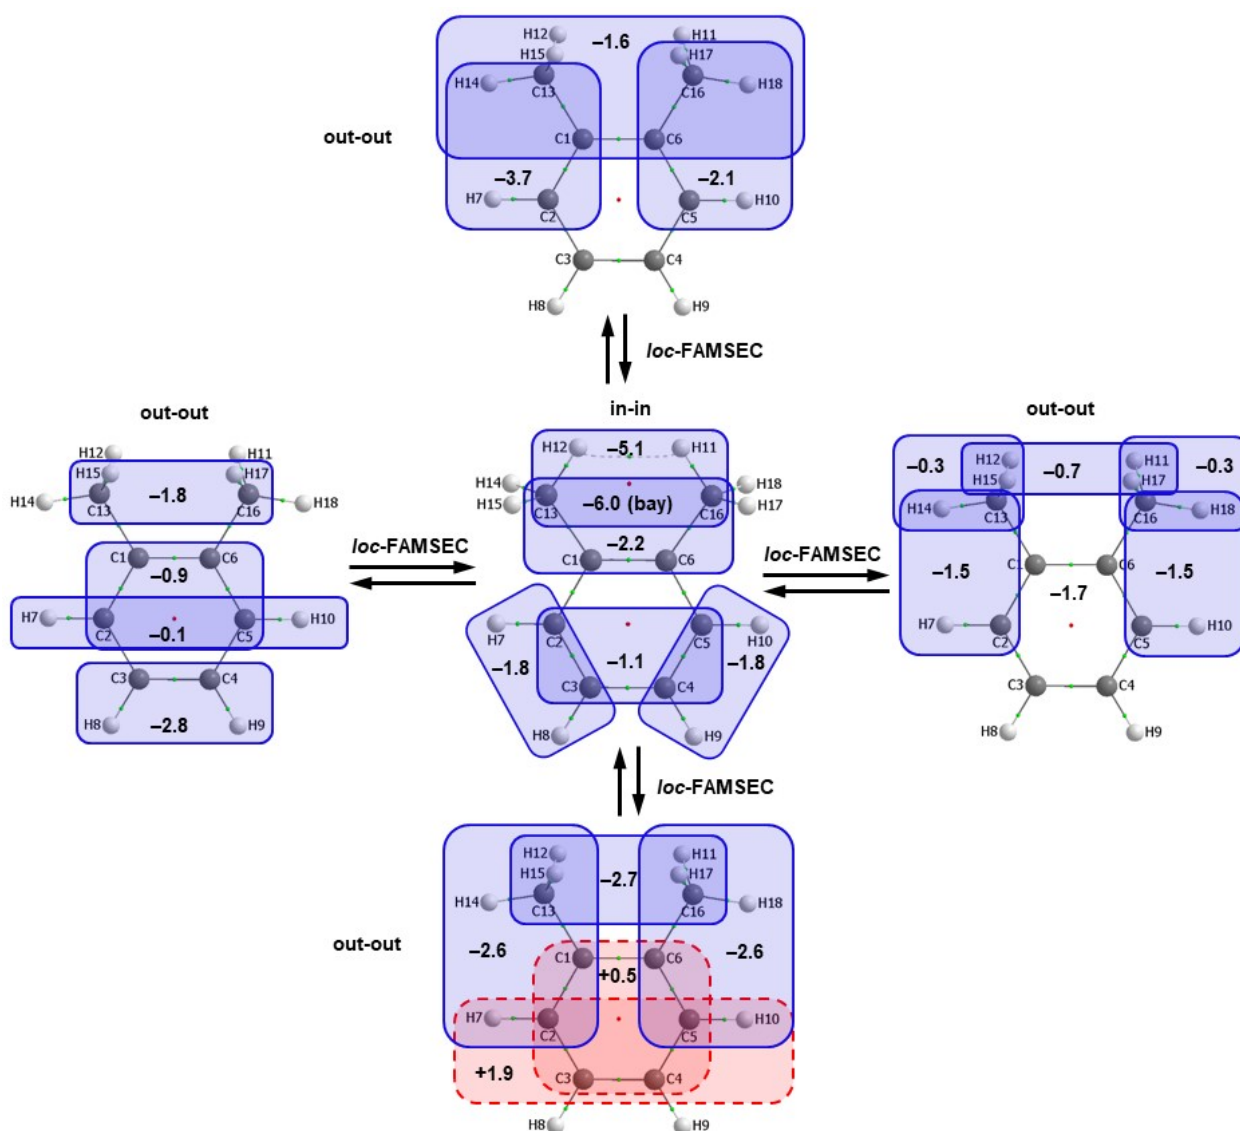 H12 –1.6 H11
H15 H17
H14 C13 C16 H18
out-out
C1 C6
–3.7 –2.1
H7 C2 C5 H10
C3 C4
H8 H9
loc-FAMSEC
out-out
H12 H11
H15 H17
H14 –1.8 H18
C13 C16
C1 C6
–0.9
H7 C2 C5 H10
–0.1
C3 C4
H8 –2.8 H9
loc-FAMSEC
in-in
H12 –5.1 H11
H14 H18
H15 C13 –6.0 (bay) C16 H17
–2.2
C1 C6
H7 C2 C5 H10
–1.8 –1.1 –1.8
C3 C4
H8 H9
loc-FAMSEC
out-out
–0.3 H12 –0.7 H11 –0.3
H15 H17
H14 C13 C16 H18
C1 C6
–1.5 –1.7 –1.5
H7 C2 C5 H10
C3 C4
H8 H9
loc-FAMSEC
H12 H11
H15 –2.7 H17
H14 C13 C16 H18
out-out –2.6 –2.6
C1 C6
+0.5
H7 C2 C5 H10
+1.9 C3 C4
H8 H9